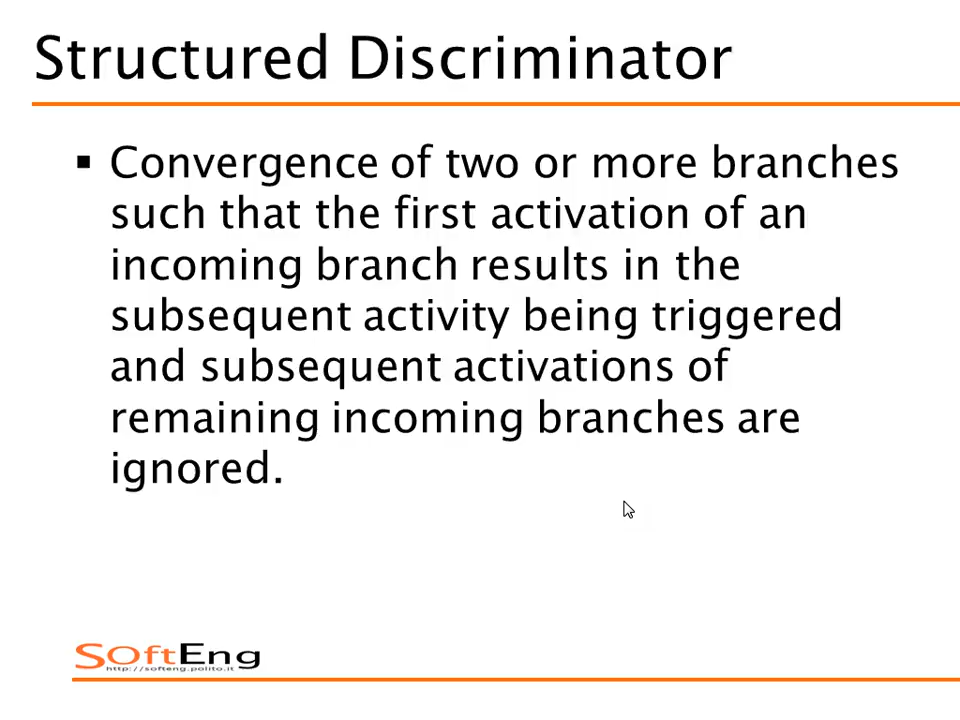 Structured Discriminator
▪ Convergence of two or more branches
such that the first activation of an
incoming branch results in the
subsequent activity being triggered
and subsequent activations of
remaining incoming branches are
ignored.
SOftEng
http://softeng.polito.it